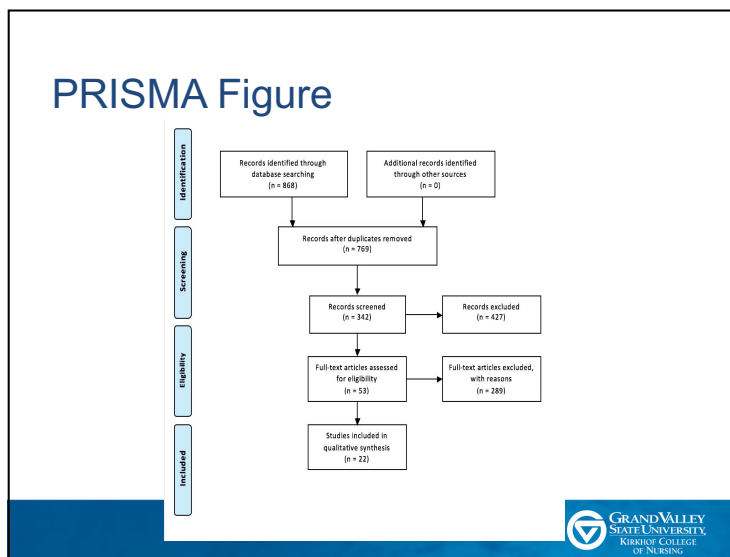 PRISMA Figure
Identification
Records identified through
database searching
(n = 868)
Additional records identified
through other sources
(n = 0)
Screening
Records after duplicates removed
(n = 769)
Records screened
(n = 342)
Records excluded
(n = 427)
Eligibility
Full-text articles assessed
for eligibility
(n = 53)
Full-text articles excluded,
with reasons
(n = 289)
Included
Studies included in
qualitative synthesis
(n = 22)
GRAND VALLEY
STATE UNIVERSITY
KIRKHOF COLLEGE
OF NURSING